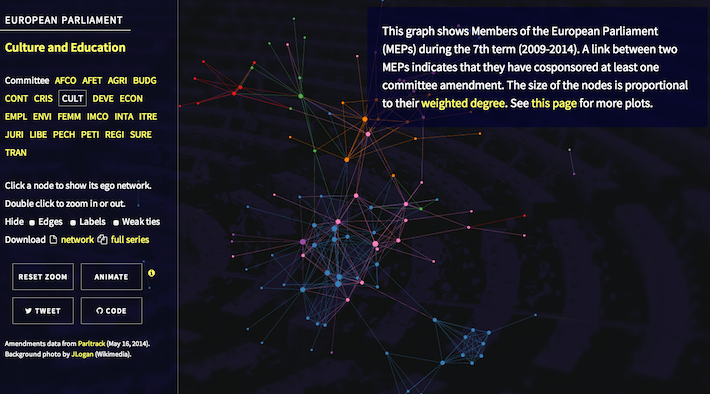 EUROPEAN PARLIAMENT
Culture and Education
Committee AFCO AFET AGRI BUDG
CONT CRIS CULT DEVE ECON
EMPL ENVI FEMM IMCO INTA ITRE
JURI LIBE PECH PETI REGI SURE
TRAN
Click a node to show its ego network.
Double click to zoom in or out.
Hide Edges Labels Weak ties
Download network full series
RESET ZOOM ANIMATE
TWEET CODE
Amendments data from Parltrack (May 16, 2014).
Background photo by JLogan (Wikimedia).
This graph shows Members of the European Parliament
(MEPs) during the 7th term (2009-2014). A link between two
MEPs indicates that they have cosponsored at least one
committee amendment. The size of the nodes is proportional
to their weighted degree. See this page for more plots.